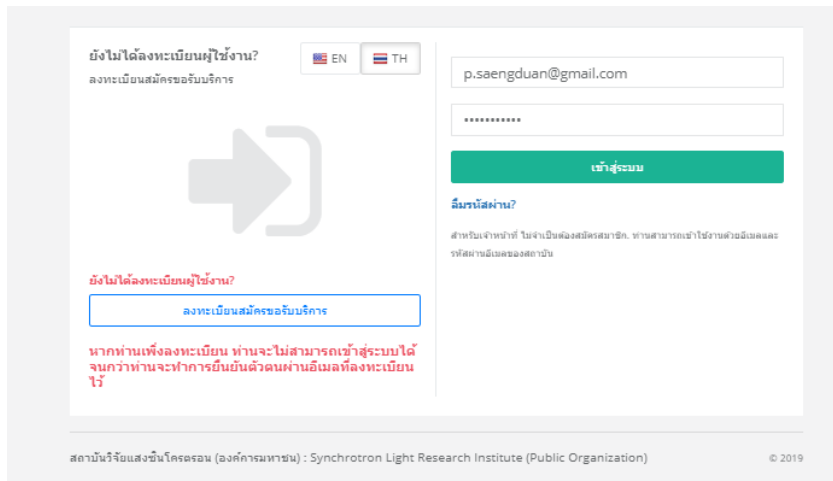 ยังไม่ได้ลงทะเบียนผู้ใช้งาน?
EN
TH
ลงทะเบียนสมัครขอรับบริการ
ยังไม่ได้ลงทะเบียนผู้ใช้งาน?
ลงทะเบียนสมัครขอรับบริการ
หากท่านเพิ่งลงทะเบียน ท่านจะไม่สามารถเข้าสู่ระบบได้
จนกว่าท่านจะทำการยืนยันตัวตนผ่านอีเมลที่ลงทะเบียน
ไว้
p.saengduan@gmail.com
•••••••••••
เข้าสู่ระบบ
ลืมรหัสผ่าน?
สำหรับเจ้าหน้าที่ ไม่จำเป็นต้องสมัครสมาชิก. ท่านสามารถเข้าใช้งานด้วยอีเมลและ
รหัสผ่านอีเมลของสถาบัน
สถาบันวิจัยแสงซินโครตรอน (องค์การมหาชน) : Synchrotron Light Research Institute (Public Organization)
© 2019